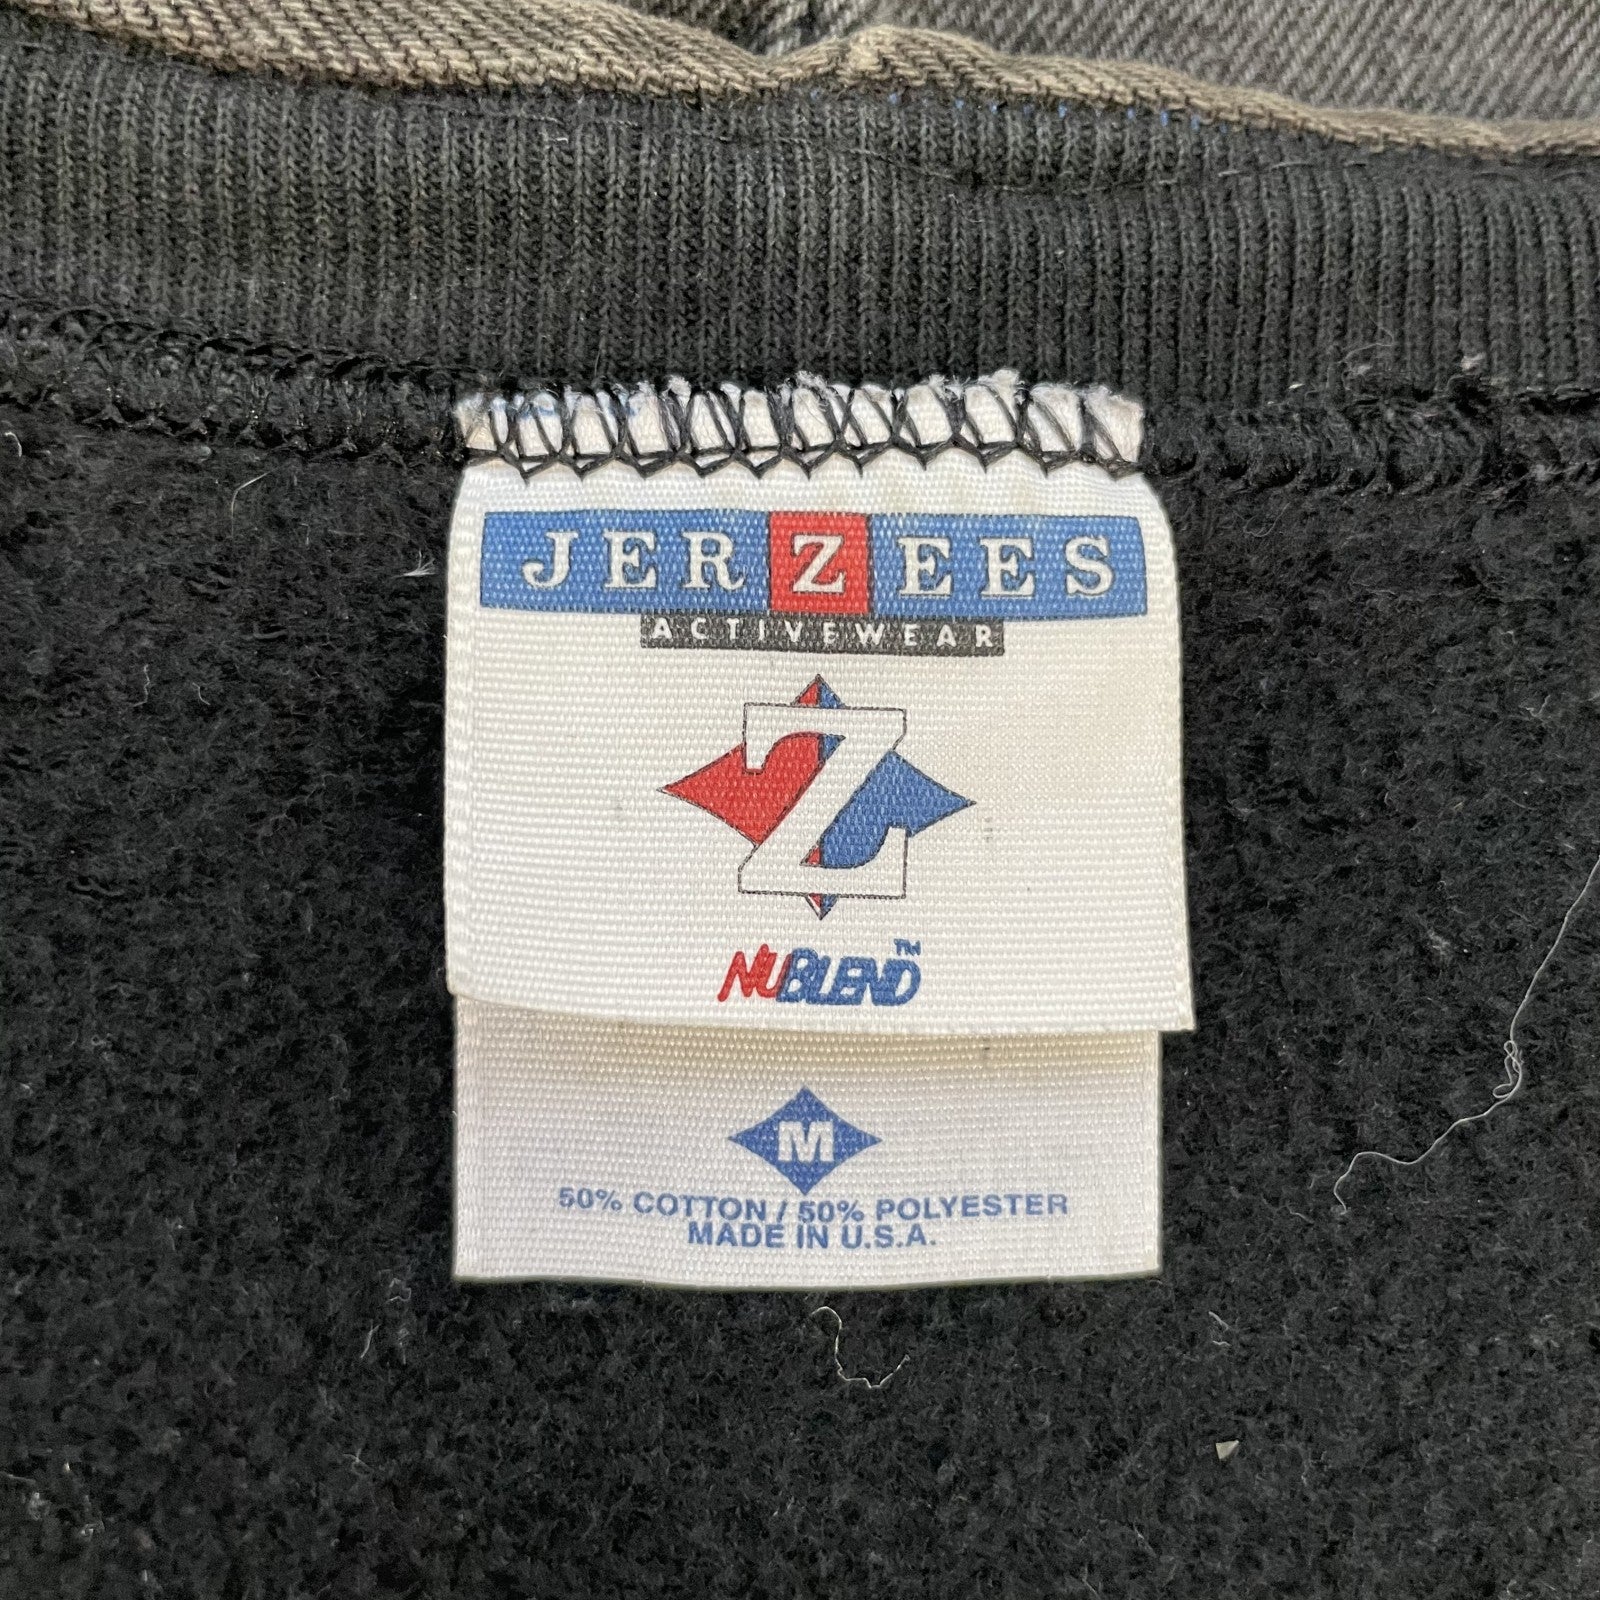 JERZEES
ACTIVEWEAR
Z
NUBLEND™
M
50% COTTON / 50% POLYESTER
MADE IN U.S.A.